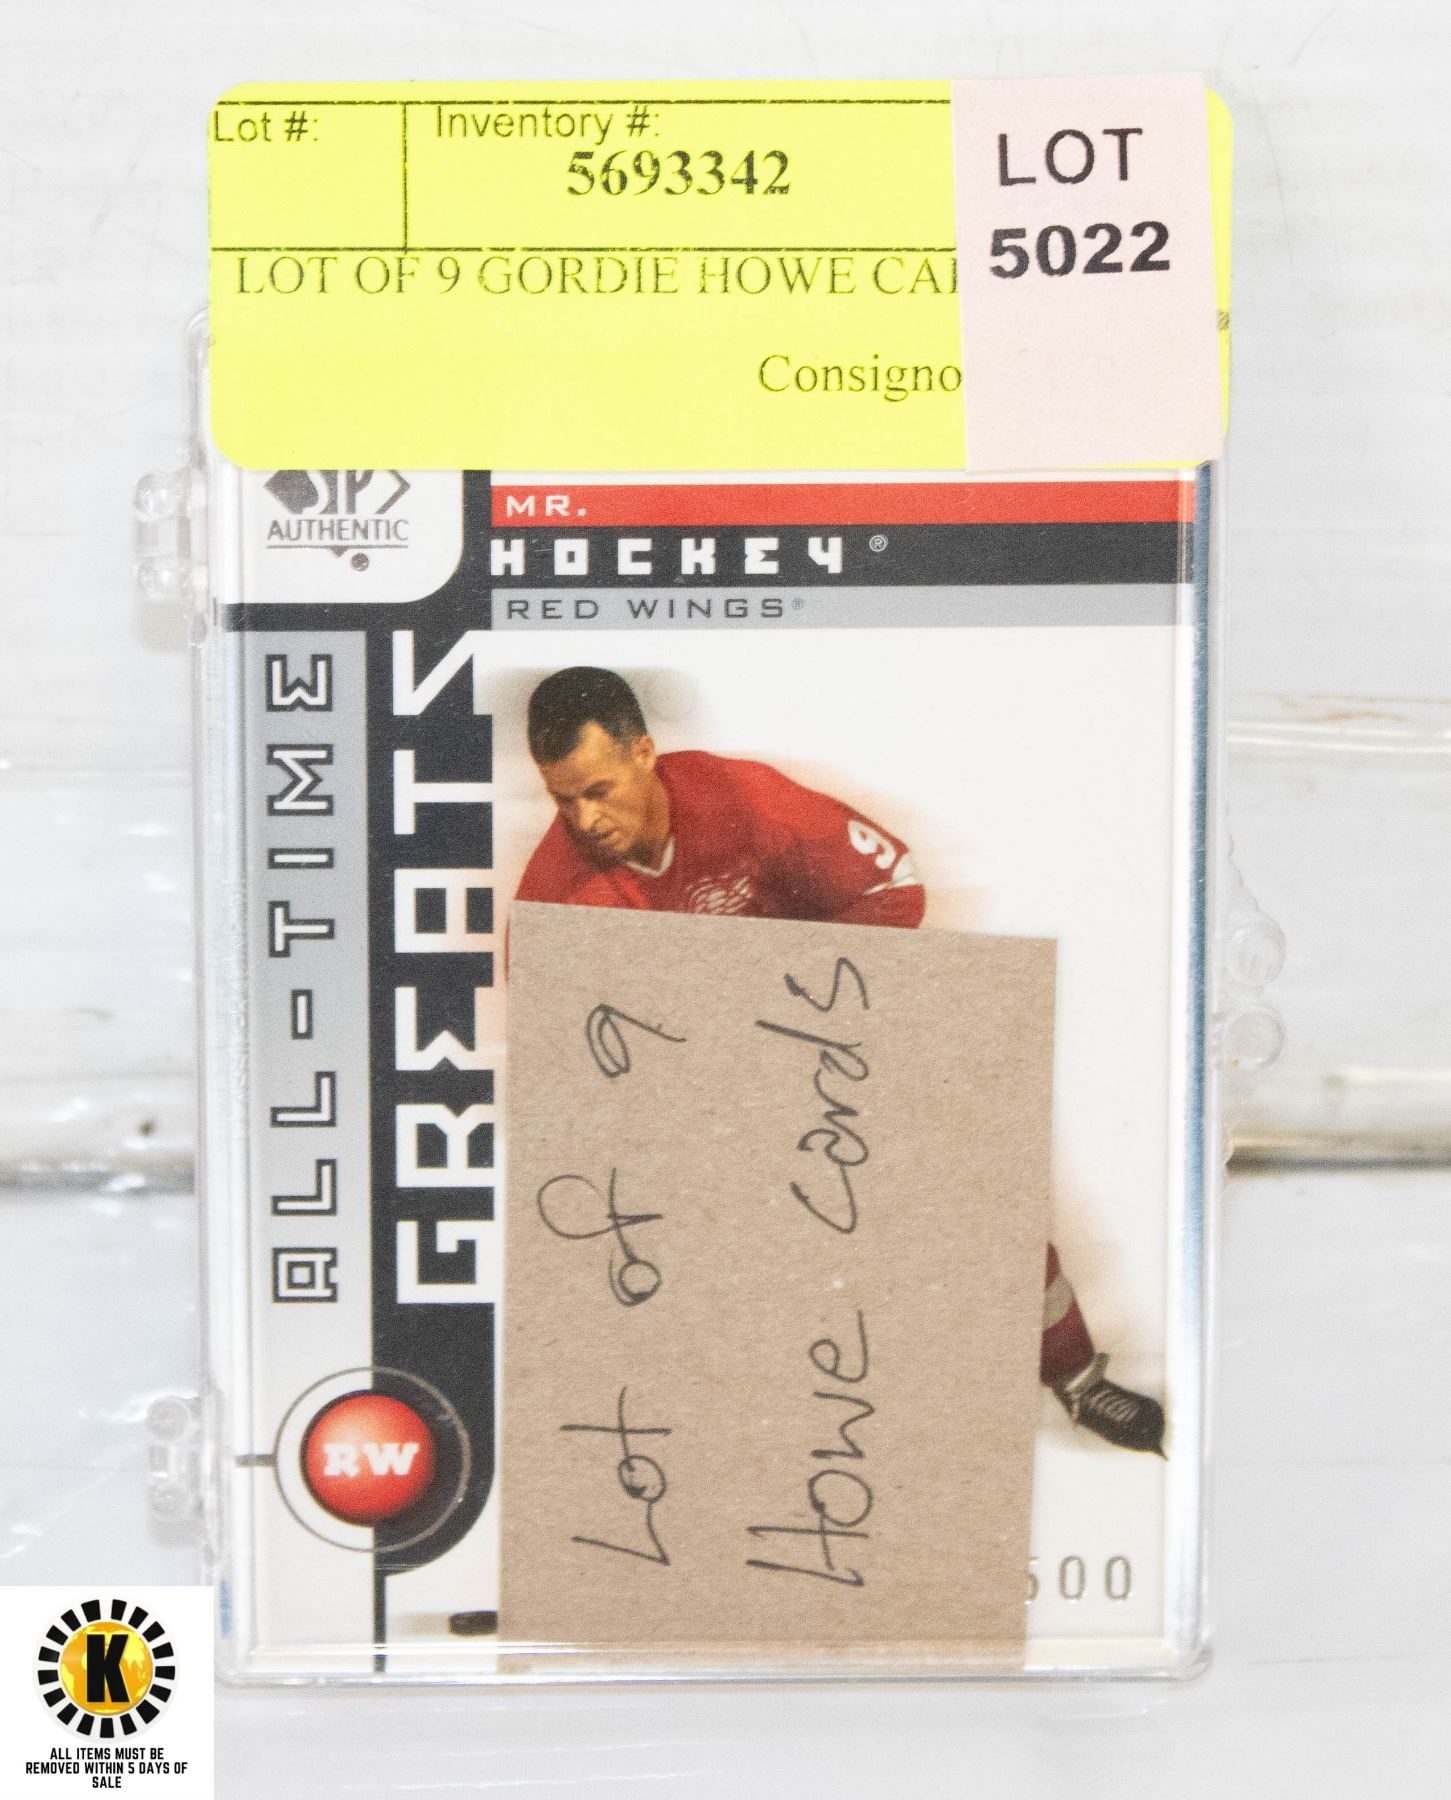 Lot #:
Inventory #:
5693342
LOT
5022
LOT OF 9 GORDIE HOWE
Consigno
SP
AUTHENTIC
MR.
HOCKEY®
RED WINGS®
ALL-TIME
GREATS
9
Lot of 9
Howe cards
RW
500
K
ALL ITEMS MUST BE
REMOVED WITHIN 5 DAYS OF
SALE